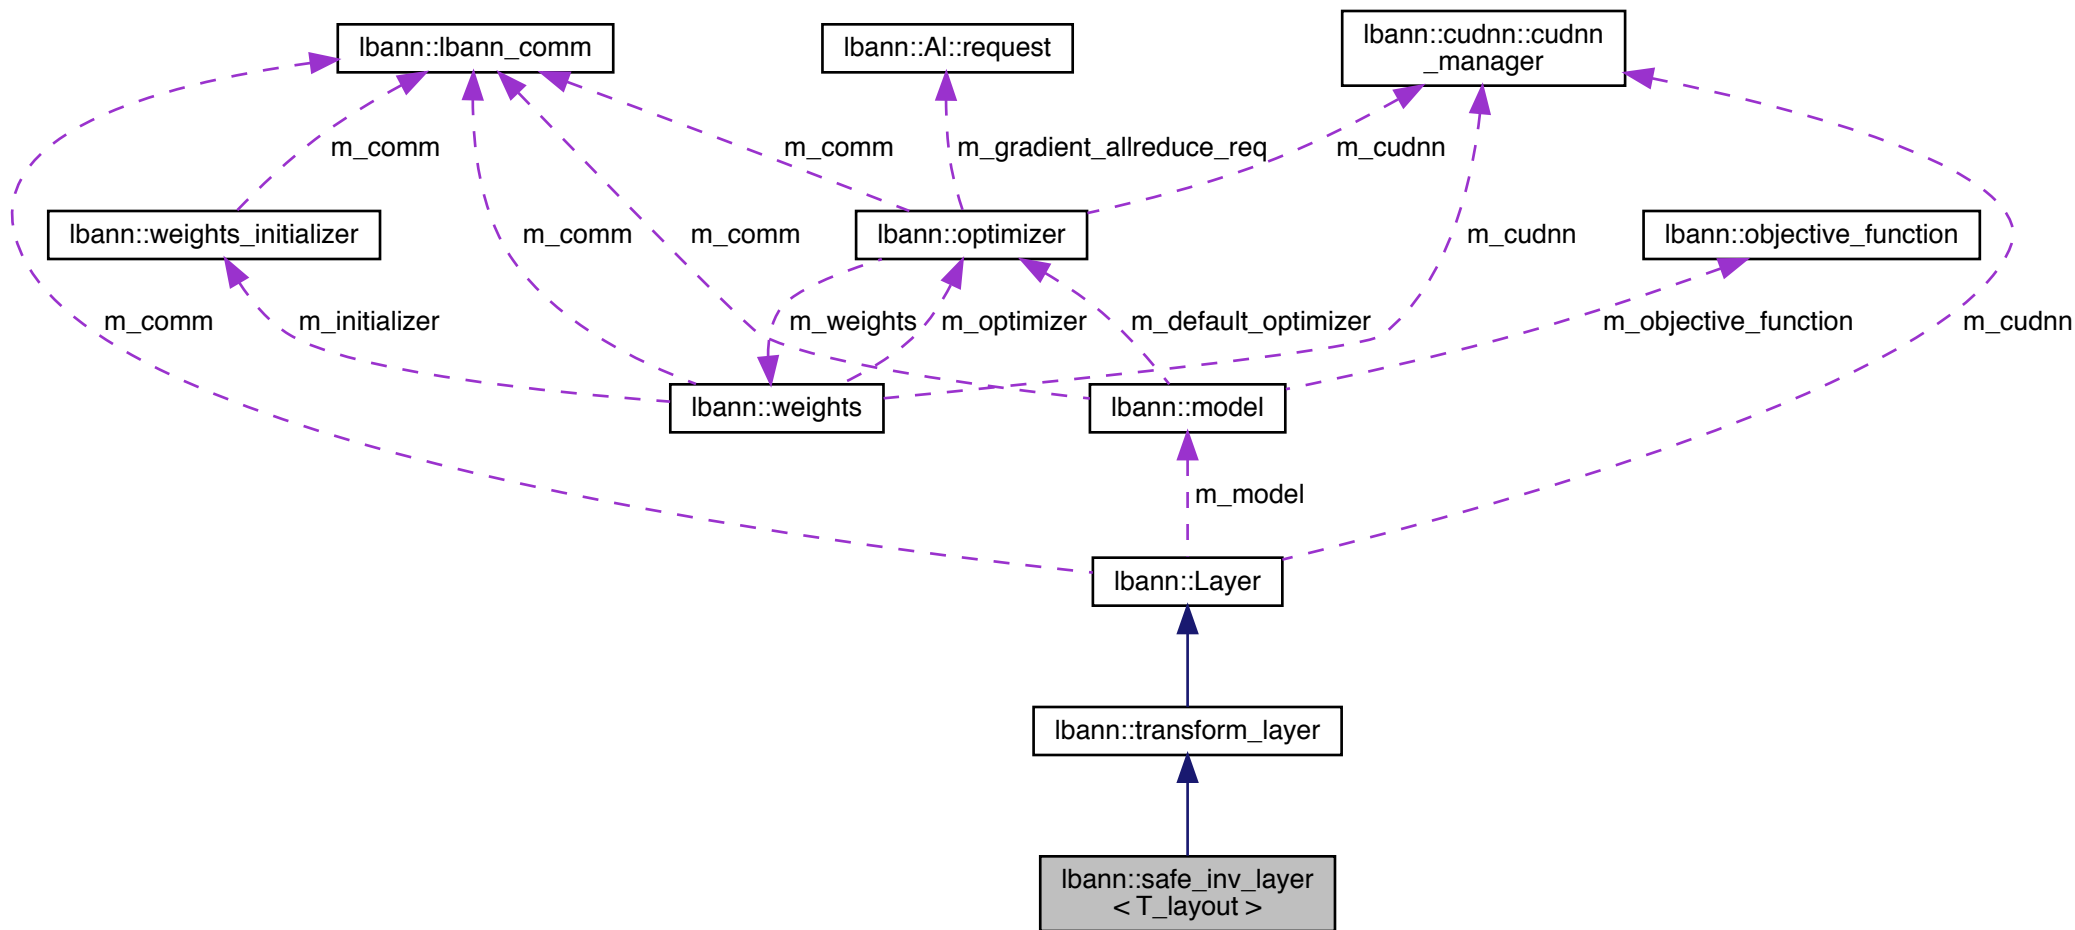 lbann::lbann_comm
lbann::Al::request
lbann::cudnn::cudnn
_manager
m_comm
m_comm
m_gradient_allreduce_req
m_cudnn
lbann::weights_initializer
m_comm
m_comm
lbann::optimizer
m_cudnn
lbann::objective_function
m_comm
m_initializer
m_weights
m_optimizer
m_default_optimizer
m_objective_function
m_cudnn
lbann::weights
lbann::model
m_model
lbann::Layer
lbann::transform_layer
lbann::safe_inv_layer
< T_layout >